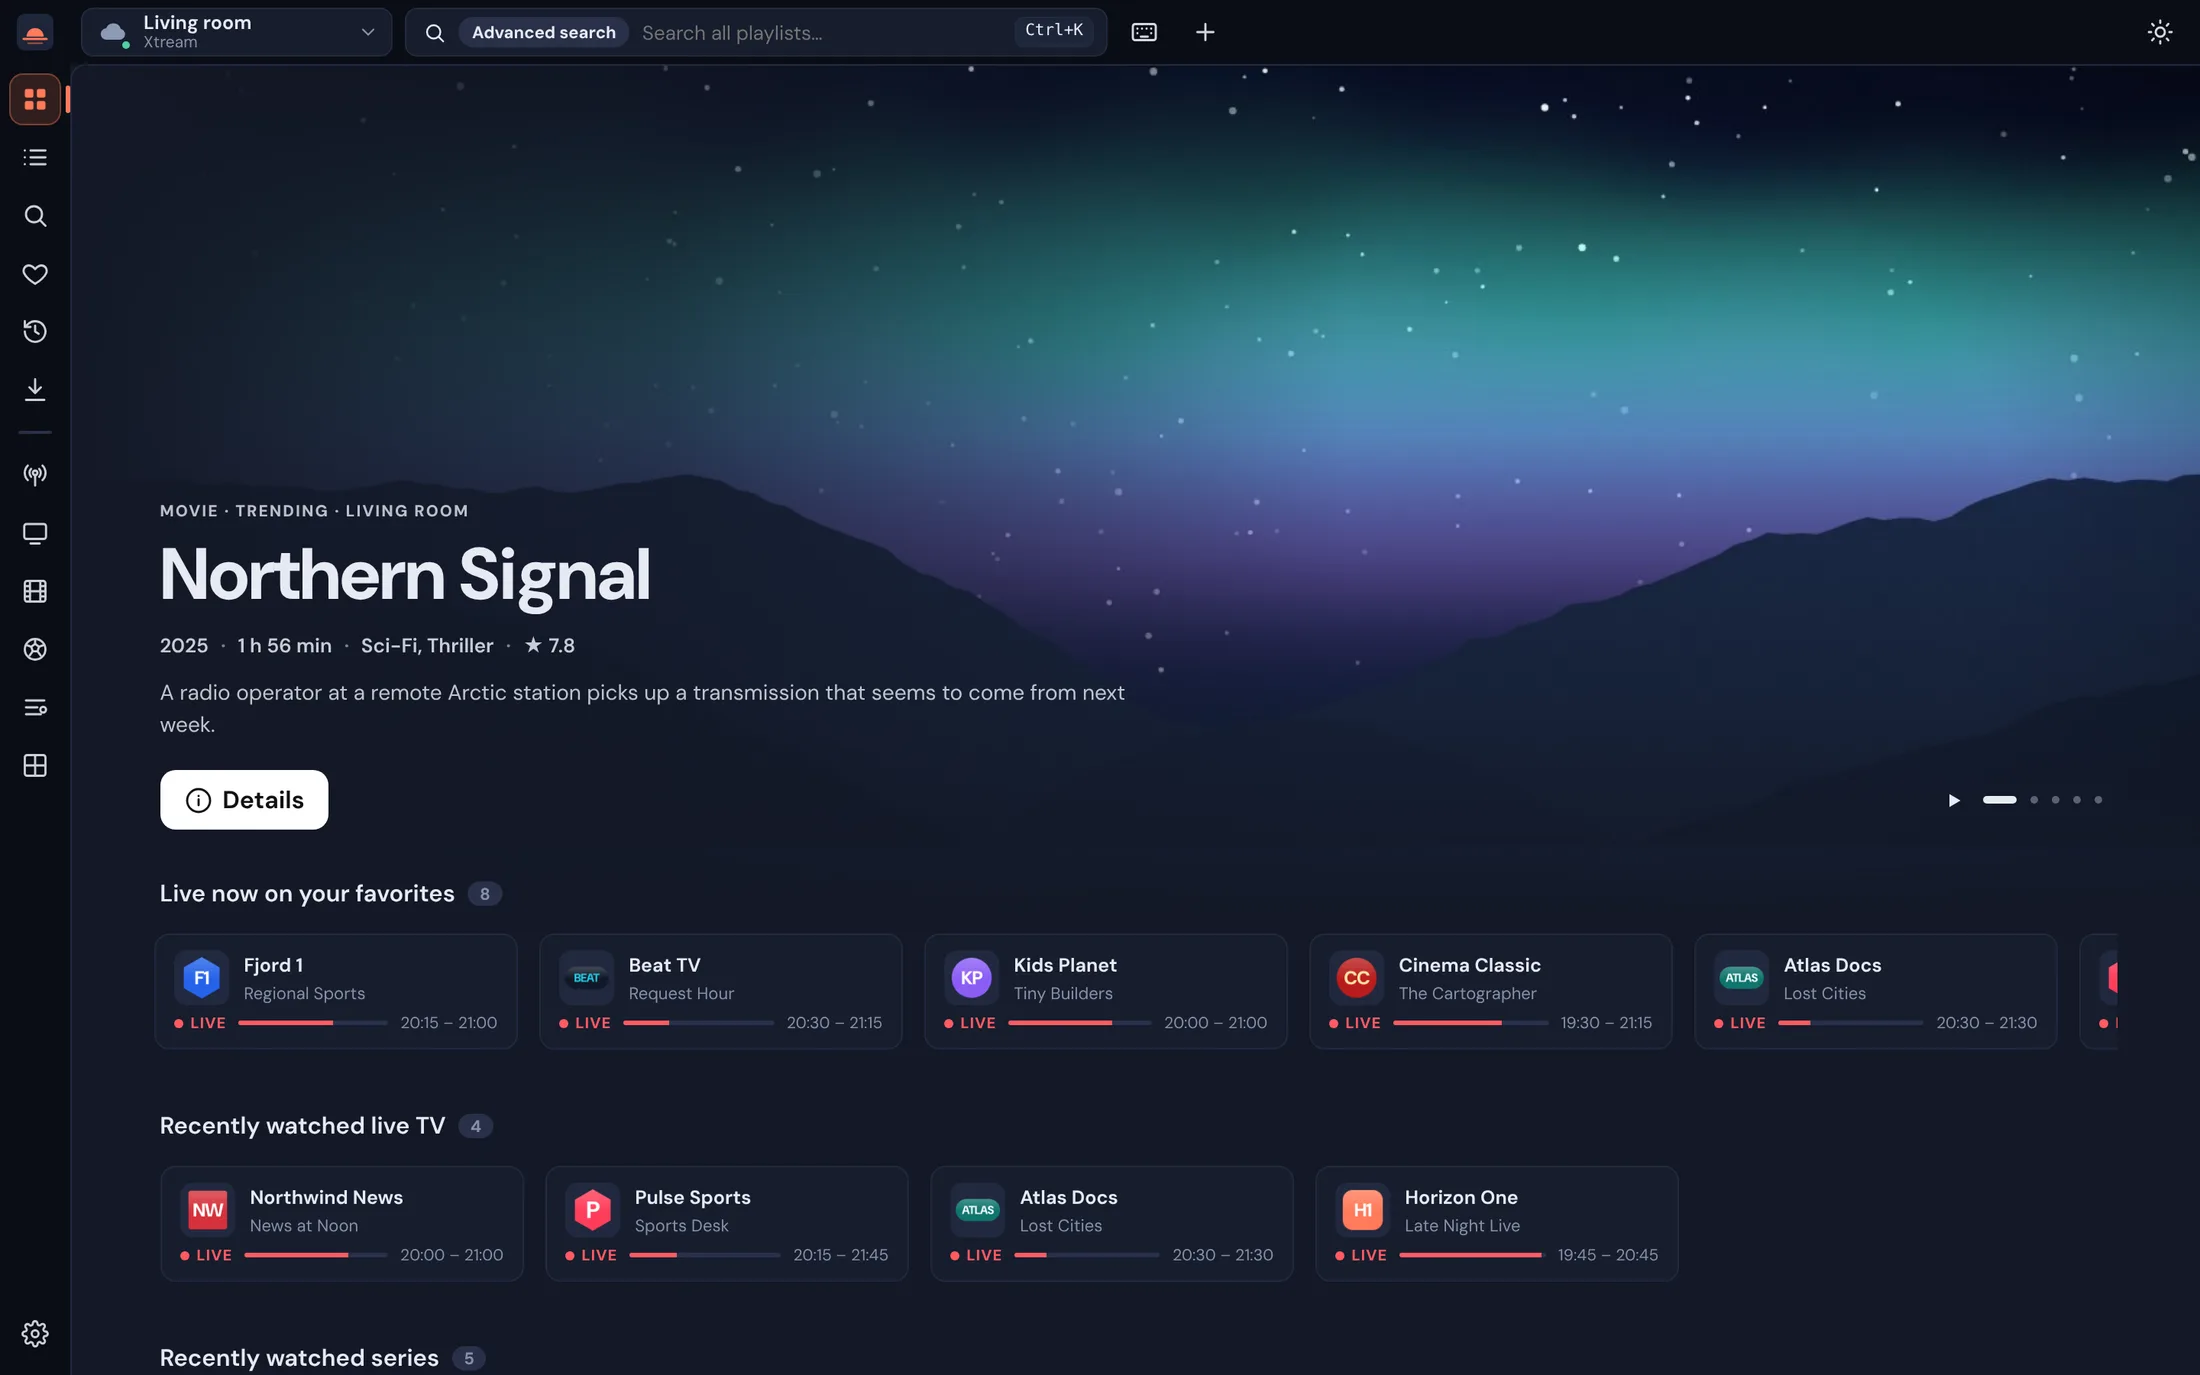 Living room
Xtream
Advanced search
Search all playlists...
Ctrl+K
MOVIE · TRENDING · LIVING ROOM
Northern Signal
2025 · 1 h 56 min · Sci-Fi, Thriller · ★ 7.8
A radio operator at a remote Arctic station picks up a transmission that seems to come from next
week.
Details
Live now on your favorites 8
F1
Fjord 1
Regional Sports
LIVE 20:15 – 21:00
BEAT
Beat TV
Request Hour
LIVE 20:30 – 21:15
KP
Kids Planet
Tiny Builders
LIVE 20:00 – 21:00
CC
Cinema Classic
The Cartographer
LIVE 19:30 – 21:15
ATLAS
Atlas Docs
Lost Cities
LIVE 20:30 – 21:30
Recently watched live TV 4
NW
Northwind News
News at Noon
LIVE 20:00 – 21:00
P
Pulse Sports
Sports Desk
LIVE 20:15 – 21:45
ATLAS
Atlas Docs
Lost Cities
LIVE 20:30 – 21:30
H1
Horizon One
Late Night Live
LIVE 19:45 – 20:45
Recently watched series 5